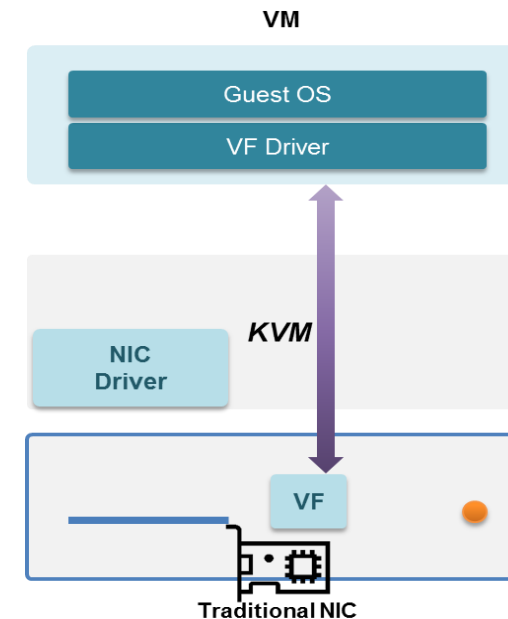 VM
Guest OS
VF Driver
KVM
NIC
Driver
VF
Traditional NIC